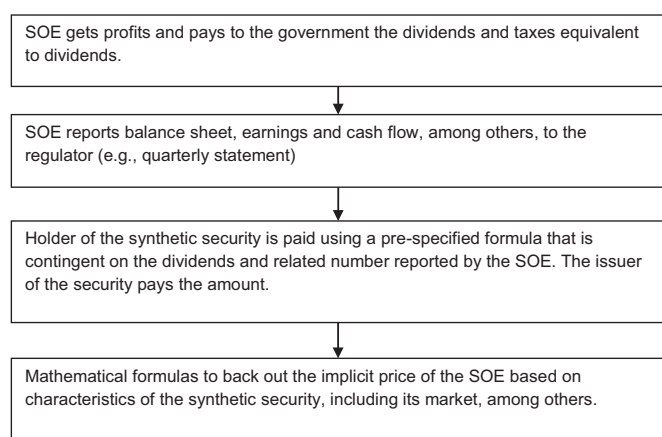 SOE gets profits and pays to the government the dividends and taxes equivalent
to dividends.
SOE reports balance sheet, earnings and cash flow, among others, to the
regulator (e.g., quarterly statement)
Holder of the synthetic security is paid using a pre-specified formula that is
contingent on the dividends and related number reported by the SOE. The issuer
of the security pays the amount.
Mathematical formulas to back out the implicit price of the SOE based on
characteristics of the synthetic security, including its market, among others.